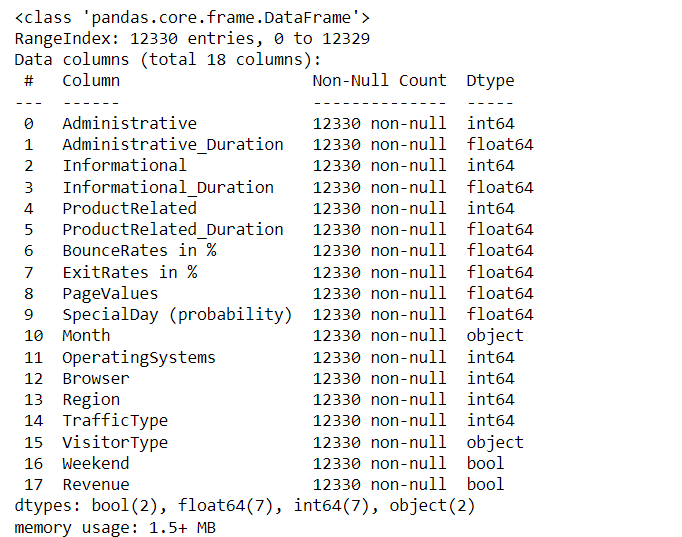 <class 'pandas.core.frame.DataFrame'>
RangeIndex: 12330 entries, 0 to 12329
Data columns (total 18 columns):
 #   Column                    Non-Null Count  Dtype
---  ------                    --------------  -----
 0   Administrative            12330 non-null  int64
 1   Administrative_Duration   12330 non-null  float64
 2   Informational             12330 non-null  int64
 3   Informational_Duration    12330 non-null  float64
 4   ProductRelated            12330 non-null  int64
 5   ProductRelated_Duration   12330 non-null  float64
 6   BounceRates in %          12330 non-null  float64
 7   ExitRates in %            12330 non-null  float64
 8   PageValues                12330 non-null  float64
 9   SpecialDay (probability)  12330 non-null  float64
 10  Month                     12330 non-null  object
 11  OperatingSystems          12330 non-null  int64
 12  Browser                   12330 non-null  int64
 13  Region                    12330 non-null  int64
 14  TrafficType               12330 non-null  int64
 15  VisitorType               12330 non-null  object
 16  Weekend                   12330 non-null  bool
 17  Revenue                   12330 non-null  bool
dtypes: bool(2), float64(7), int64(7), object(2)
memory usage: 1.5+ MB